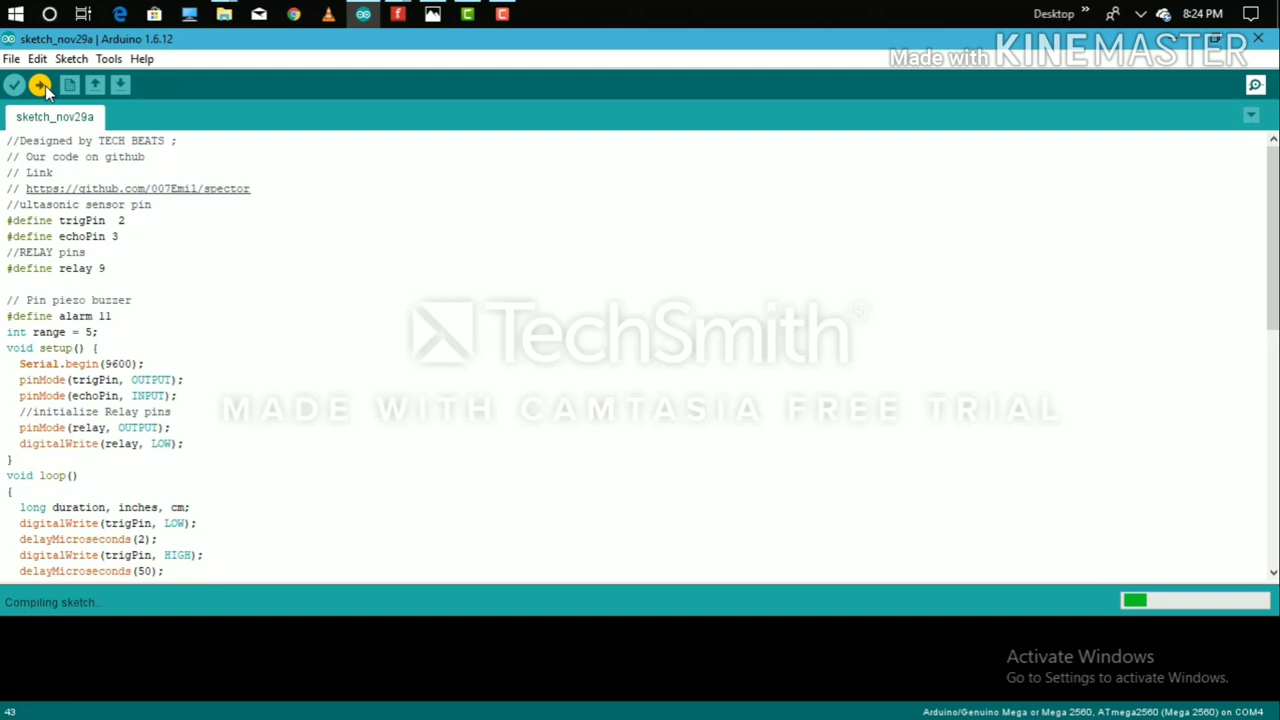 Desktop
8:24 PM
sketch_nov29a | Arduino 1.6.12
File Edit Sketch Tools Help
Made with KINEMASTER
sketch_nov29a
//Designed by TECH BEATS ;
// Our code on github
// Link
// https://github.com/007Emil/spector
//ultasonic sensor pin
#define trigPin  2
#define echoPin 3
//RELAY pins
#define relay 9
// Pin piezo buzzer
#define alarm 11
int range = 5;
void setup() {
Serial.begin(9600);
pinMode(trigPin, OUTPUT);
pinMode(echoPin, INPUT);
//initialize Relay pins
pinMode(relay, OUTPUT);
digitalWrite(relay, LOW);
}
void loop()
{
long duration, inches, cm;
digitalWrite(trigPin, LOW);
delayMicroseconds(2);
digitalWrite(trigPin, HIGH);
delayMicroseconds(50);
TechSmith®
MADE WITH CAMTASIA FREE TRIAL
Compiling sketch...
Activate Windows
Go to Settings to activate Windows.
43
Arduino/Genuino Mega or Mega 2560, ATmega2560 (Mega 2560) on COM4